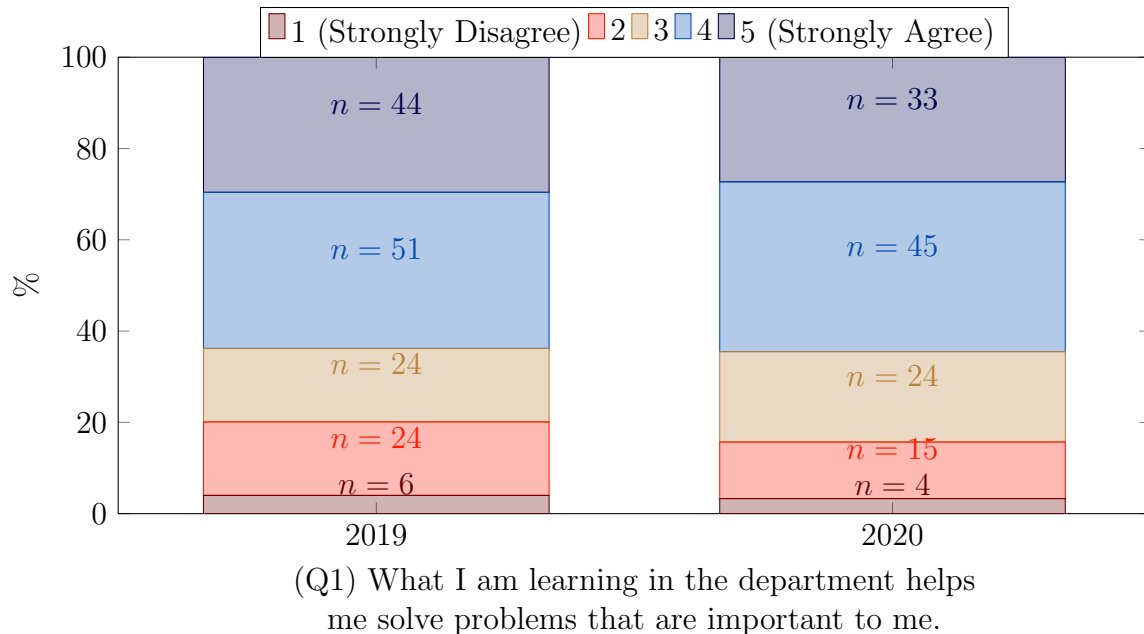 1 (Strongly Disagree) 2 3 4 5 (Strongly Agree)
100
80
60
40
20
0
%
n = 44
n = 51
n = 24
n = 24
n = 6
n = 33
n = 45
n = 24
n = 15
n = 4
2019 2020
(Q1) What I am learning in the department helps
me solve problems that are important to me.